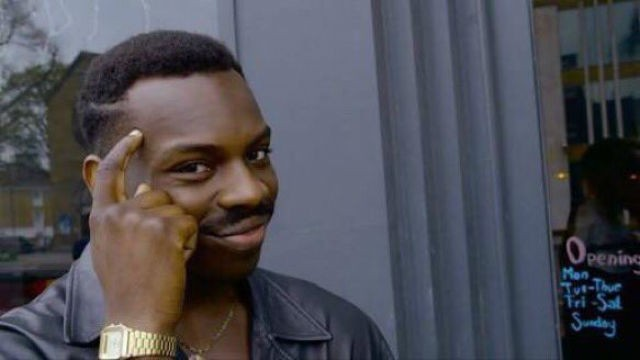 Opening
Mon
Tue-Thur
Fri-Sat
Sunday